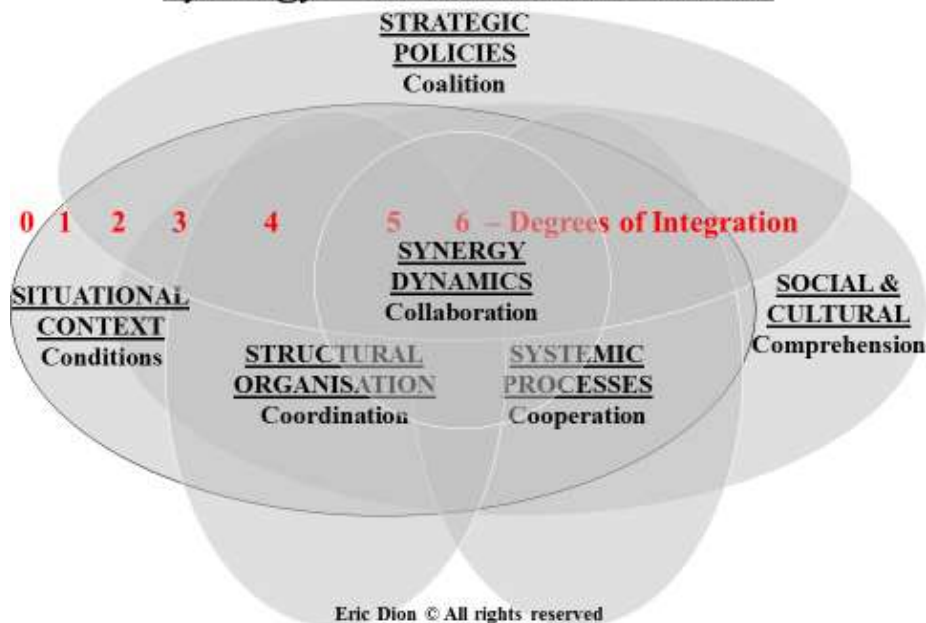 STRATEGIC
POLICIES
Coalition
0 1 2 3 4 5 6 – Degrees of Integration
SYNERGY
DYNAMICS
Collaboration
SITUATIONAL
CONTEXT
Conditions
SOCIAL &
CULTURAL
Comprehension
STRUCTURAL
ORGANISATION
Coordination
SYSTEMIC
PROCESSES
Cooperation
Eric Dion © All rights reserved